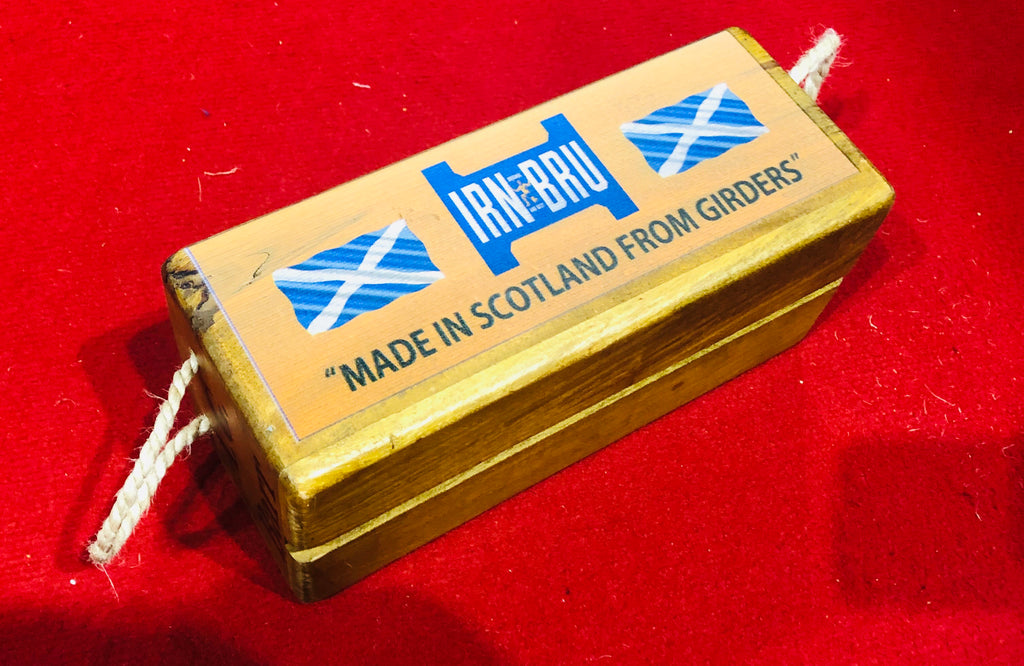 IRN BRU
“MADE IN SCOTLAND FROM GIRDERS”